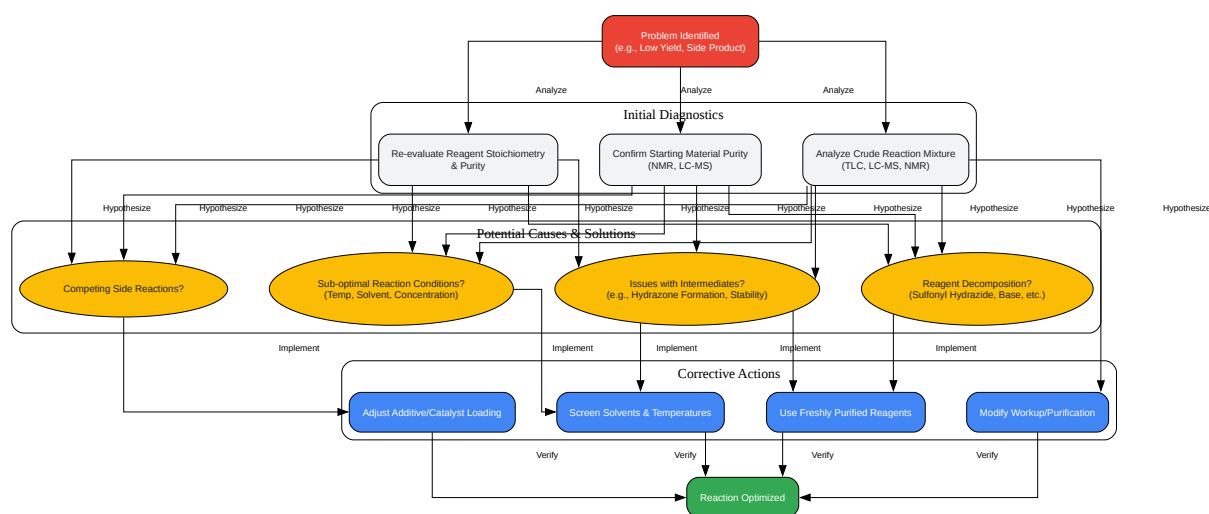 Problem Identified
(e.g., Low Yield, Side Product)
Analyze
Analyze
Analyze
Initial Diagnostics
Re-evaluate Reagent Stoichiometry
& Purity
Confirm Starting Material Purity
(NMR, LC-MS)
Analyze Crude Reaction Mixture
(TLC, LC-MS, NMR)
Hypothesize
Hypothesize
Hypothesize
Hypothesize
Hypothesize
Hypothesize
Hypothesize
Hypothesize
Hypothesize
Hypothesize
Hypothesize
Hypothesize
Potential Causes & Solutions
Competing Side Reactions?
Sub-optimal Reaction Conditions?
(Temp, Solvent, Concentration)
Issues with Intermediates?
(e.g., Hydrazone Formation, Stability)
Reagent Decomposition?
(Sulfonyl Hydrazide, Base, etc.)
Implement
Implement
Implement
Implement
Implement
Corrective Actions
Adjust Additive/Catalyst Loading
Screen Solvents & Temperatures
Use Freshly Purified Reagents
Modify Workup/Purification
Verify
Verify
Verify
Verify
Reaction Optimized